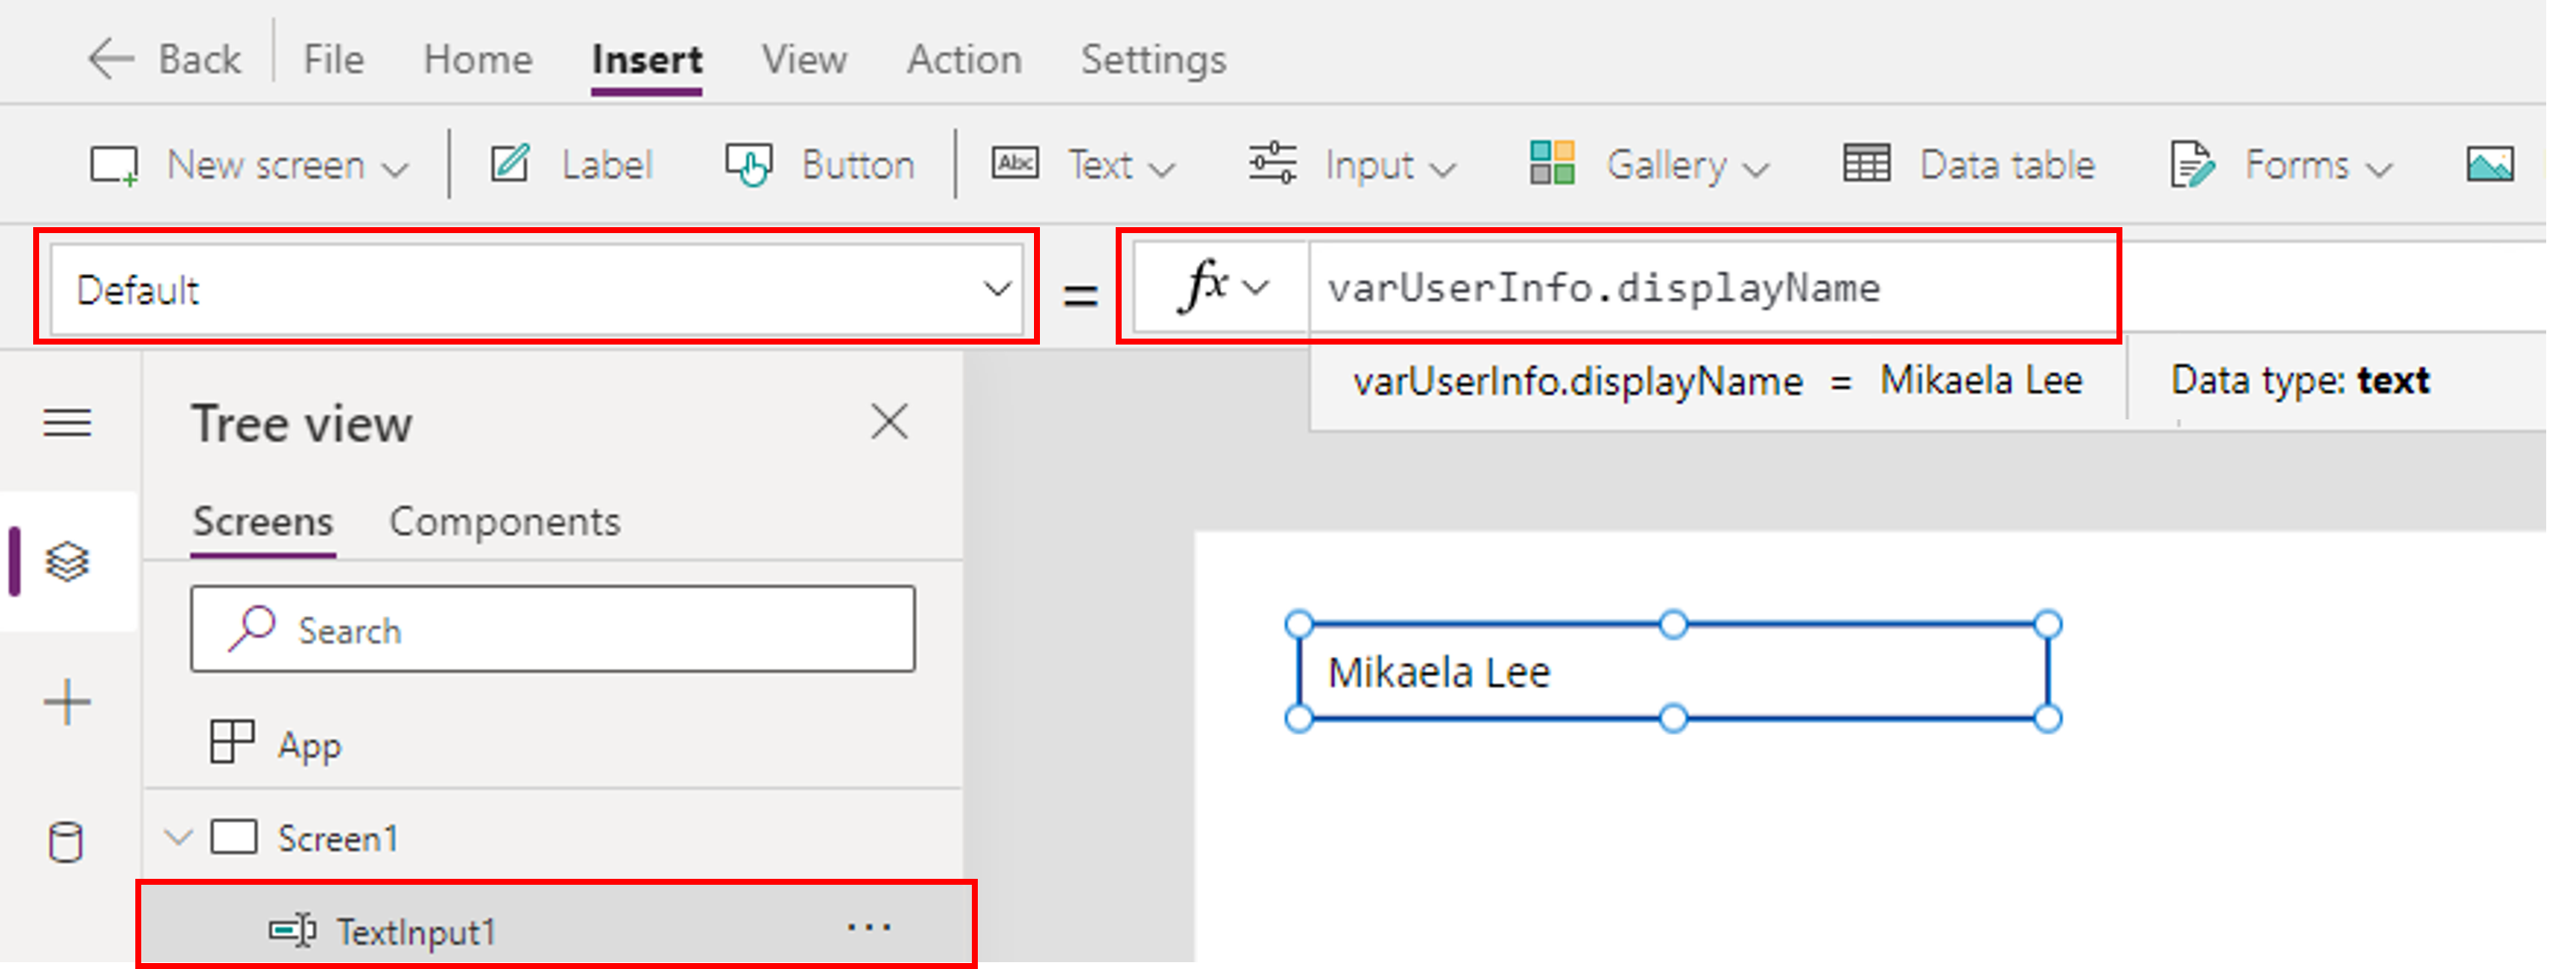 Back File Home Insert View Action Settings
New screen Label Button Abc Text Input Gallery Data table Forms
Default = fx varUserInfo.displayName
varUserInfo.displayName = Mikaela Lee Data type: text
Tree view
Screens Components
Search
Mikaela Lee
App
Screen1
TextInput1 ...